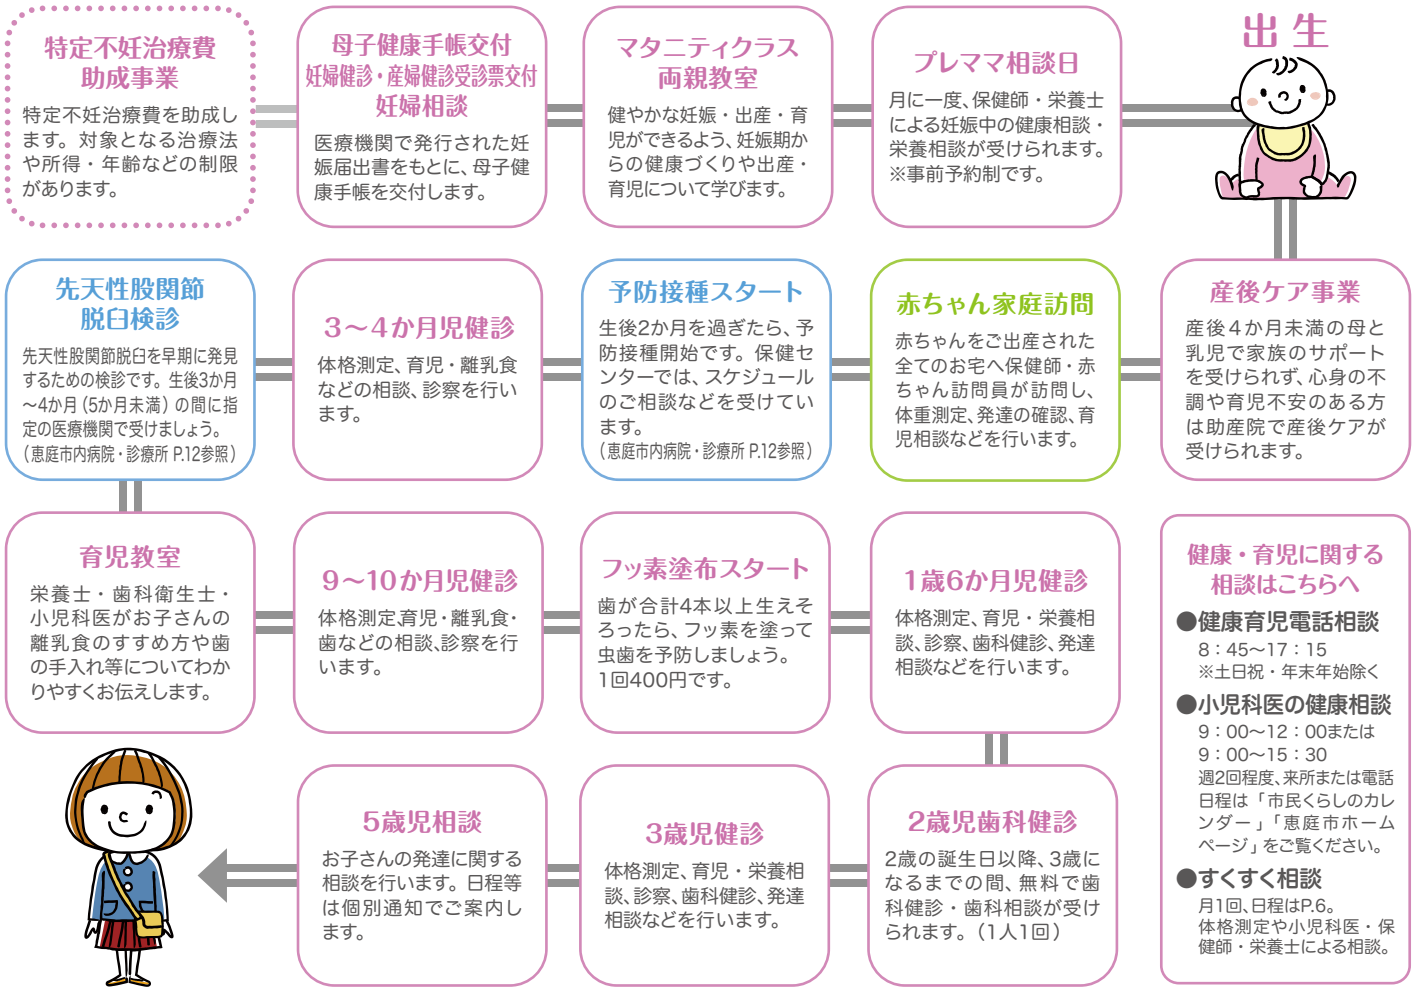 特定不妊治療費
助成事業
特定不妊治療費を助成し
ます。対象となる治療法
や所得・年齢などの制限
があります。
母子健康手帳交付
妊婦健診・産婦健診受診票交付
妊婦相談
医療機関で発行された妊
娠届出書をもとに、母子健
康手帳を交付します。
マタニティクラス
両親教室
健やかな妊娠・出産・育
児ができるよう、妊娠期か
らの健康づくりや出産・
育児について学びます。
プレママ相談日
月に一度、保健師・栄養士
による妊娠中の健康相談・
栄養相談が受けられます。
※事前予約制です。
出生
産後ケア事業
産後４か月未満の母と
乳児で家族のサポート
を受けられず、心身の不
調や育児不安のある方
は助産院で産後ケアが
受けられます。
赤ちゃん家庭訪問
赤ちゃんをご出産された
全てのお宅へ保健師・赤
ちゃん訪問員が訪問し、
体重測定、発達の確認、育
児相談などを行います。
予防接種スタート
生後2か月を過ぎたら、予
防接種開始です。保健セ
ンターでは、スケジュール
のご相談などを受けてい
ます。
（恵庭市内病院・診療所 P.12参照）
3～4か月児健診
体格測定、育児・離乳食
などの相談、診察を行い
ます。
先天性股関節
脱臼検診
先天性股関節脱臼を早期に発見
するための検診です。生後3か月
～4か月（5か月未満）の間に指
定の医療機関で受けましょう。
（恵庭市内病院・診療所 P.12参照）
育児教室
栄養士・歯科衛生士・
小児科医がお子さんの
離乳食のすすめ方や歯
の手入れ等についてわか
りやすくお伝えします。
9～10か月児健診
体格測定、育児・離乳食・
歯などの相談、診察を行
います。
フッ素塗布スタート
歯が合計4本以上生えそ
ろったら、フッ素を塗って
虫歯を予防しましょう。
1回400円です。
1歳6か月児健診
体格測定、育児・栄養相
談、診察、歯科健診、発達
相談などを行います。
2歳児歯科健診
2歳の誕生日以降、3歳に
なるまでの間、無料で歯
科健診・歯科相談が受け
られます。（1人1回）
3歳児健診
体格測定、育児・栄養相
談、診察、歯科健診、発達
相談などを行います。
5歳児相談
お子さんの発達に関する
相談を行います。日程等
は個別通知でご案内し
ます。
健康・育児に関する
相談はこちらへ
●健康育児電話相談
8：45～17：15
※土日祝・年末年始除く
●小児科医の健康相談
9：00～12：00または
9：00～15：30
週2回程度、来所または電話
日程は「市民くらしのカレ
ンダー」「恵庭市ホーム
ページ」をご覧ください。
●すくすく相談
月1回、日程はP.6。
体格測定や小児科医・保
健師・栄養士による相談。